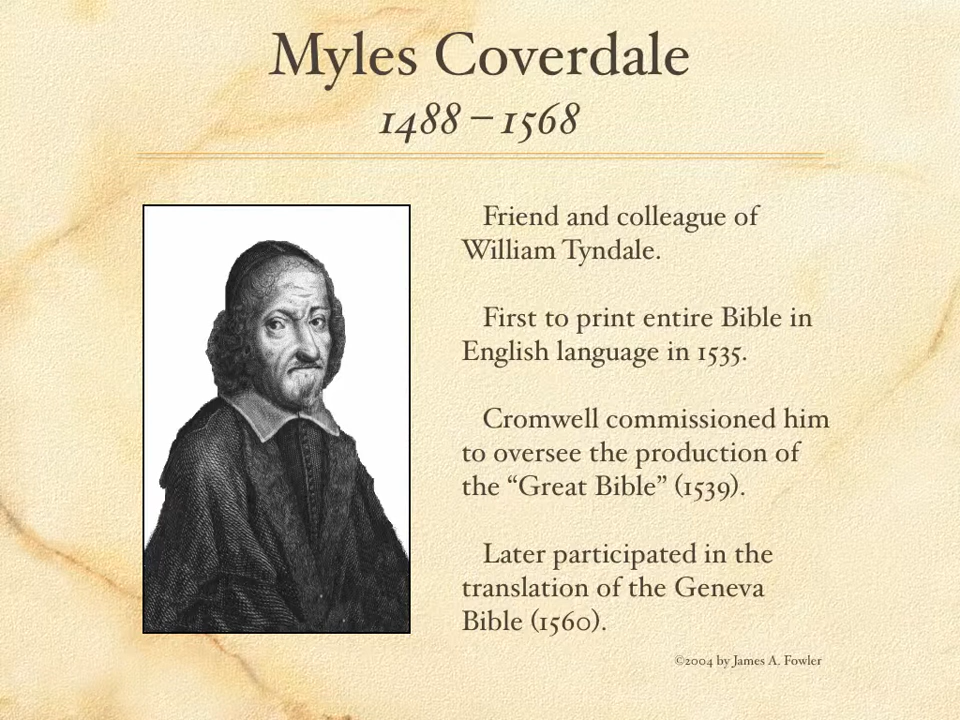 Myles Coverdale
1488 – 1568
Friend and colleague of
William Tyndale.
First to print entire Bible in
English language in 1535.
Cromwell commissioned him
to oversee the production of
the “Great Bible” (1539).
Later participated in the
translation of the Geneva
Bible (1560).
©2004 by James A. Fowler